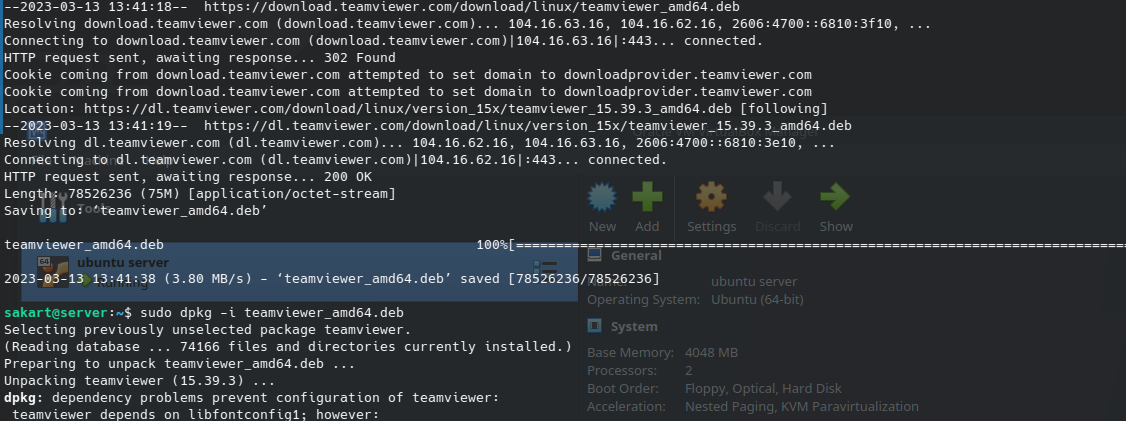 --2023-03-13 13:41:18--  https://download.teamviewer.com/download/linux/teamviewer_amd64.deb
Resolving download.teamviewer.com (download.teamviewer.com)... 104.16.63.16, 104.16.62.16, 2606:4700::6810:3f10, ...
Connecting to download.teamviewer.com (download.teamviewer.com)|104.16.63.16|:443... connected.
HTTP request sent, awaiting response... 302 Found
Cookie coming from download.teamviewer.com attempted to set domain to downloadprovider.teamviewer.com
Cookie coming from download.teamviewer.com attempted to set domain to downloadprovider.teamviewer.com
Location: https://dl.teamviewer.com/download/linux/version_15x/teamviewer_15.39.3_amd64.deb [following]
--2023-03-13 13:41:19--  https://dl.teamviewer.com/download/linux/version_15x/teamviewer_15.39.3_amd64.deb
Resolving dl.teamviewer.com (dl.teamviewer.com)... 104.16.62.16, 104.16.63.16, 2606:4700::6810:3e10, ...
Connecting to dl.teamviewer.com (dl.teamviewer.com)|104.16.62.16|:443... connected.
HTTP request sent, awaiting response... 200 OK
Length: 78526236 (75M) [application/octet-stream]
Saving to: ‘teamviewer_amd64.deb’
Tools
New Add Settings Discard Show
teamviewer_amd64.deb 100%[==============================================================================
General
64 ubuntu server
2023-03-13 13:41:38 (3.80 MB/s) - ‘teamviewer_amd64.deb’ saved [78526236/78526236]
Running
Name: ubuntu server
Operating System: Ubuntu (64-bit)
sakart@server:~$ sudo dpkg -i teamviewer_amd64.deb
Selecting previously unselected package teamviewer.
System
(Reading database ... 74166 files and directories currently installed.)
Base Memory: 4048 MB
Preparing to unpack teamviewer_amd64.deb ...
Processors: 2
Unpacking teamviewer (15.39.3) ...
Boot Order: Floppy, Optical, Hard Disk
dpkg: dependency problems prevent configuration of teamviewer:
Acceleration: Nested Paging, KVM Paravirtualization
 teamviewer depends on libfontconfig1; however: